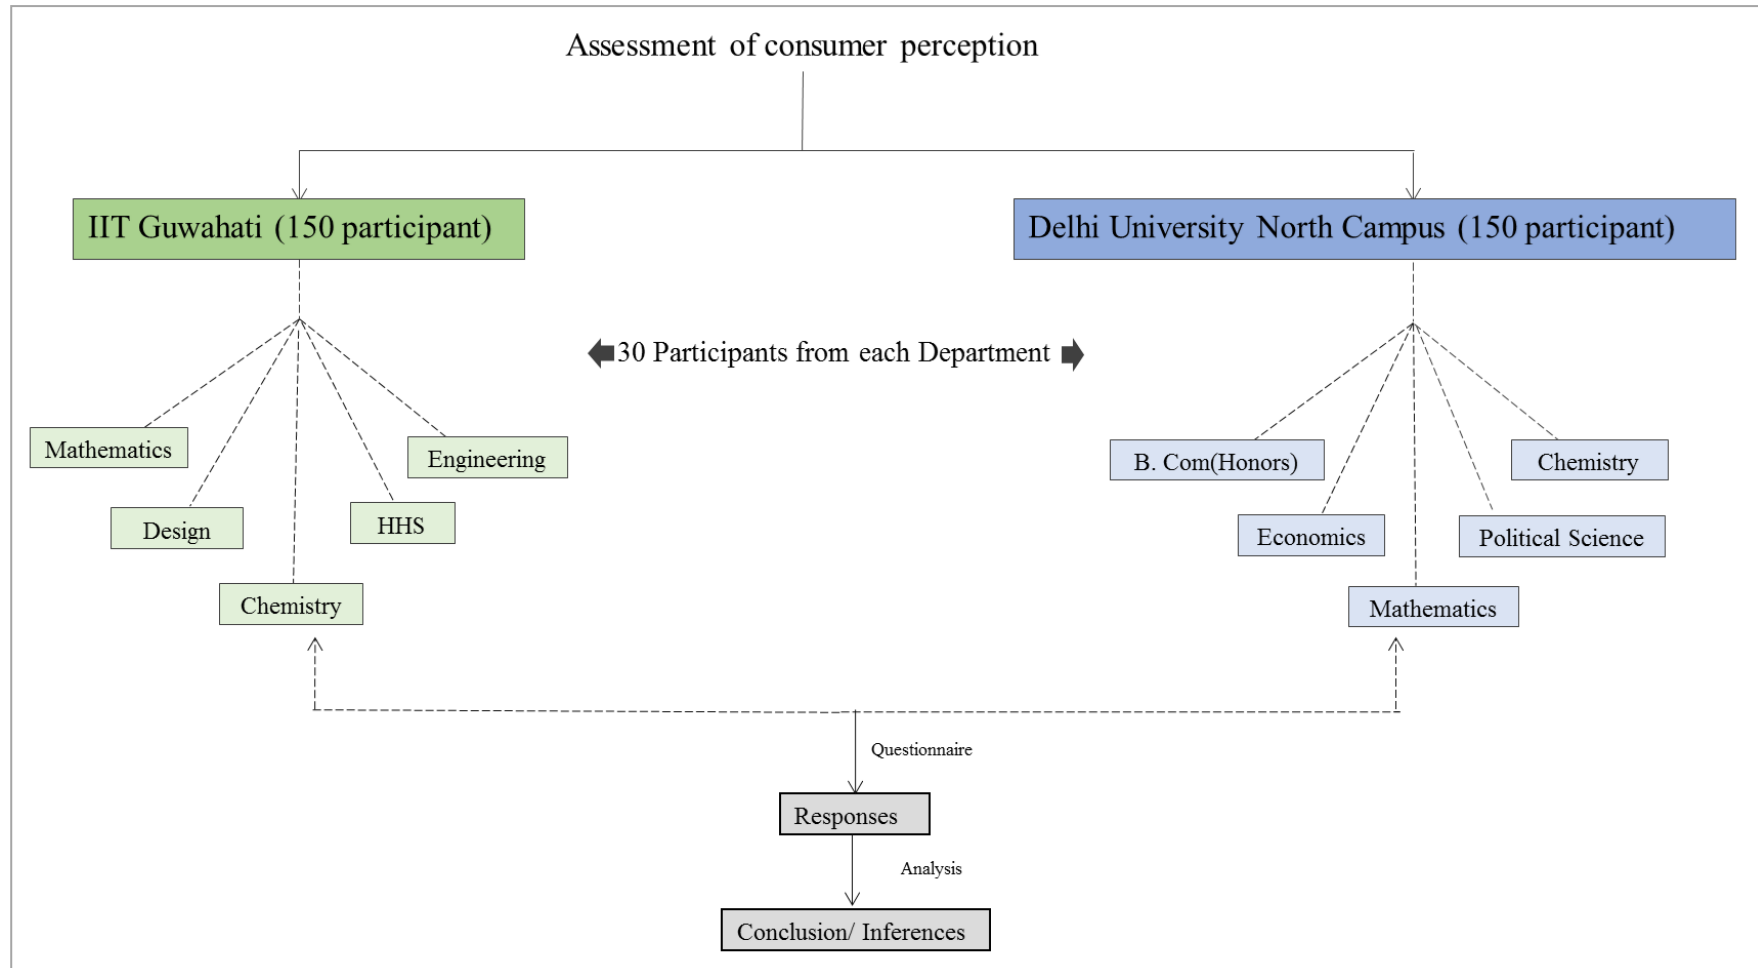 Assessment of consumer perception
IIT Guwahati (150 participant)
Delhi University North Campus (150 participant)
30 Participants from each Department
Mathematics
Engineering
Design
HHS
Chemistry
B. Com(Honors)
Chemistry
Economics
Political Science
Mathematics
Questionnaire
Responses
Analysis
Conclusion/ Inferences